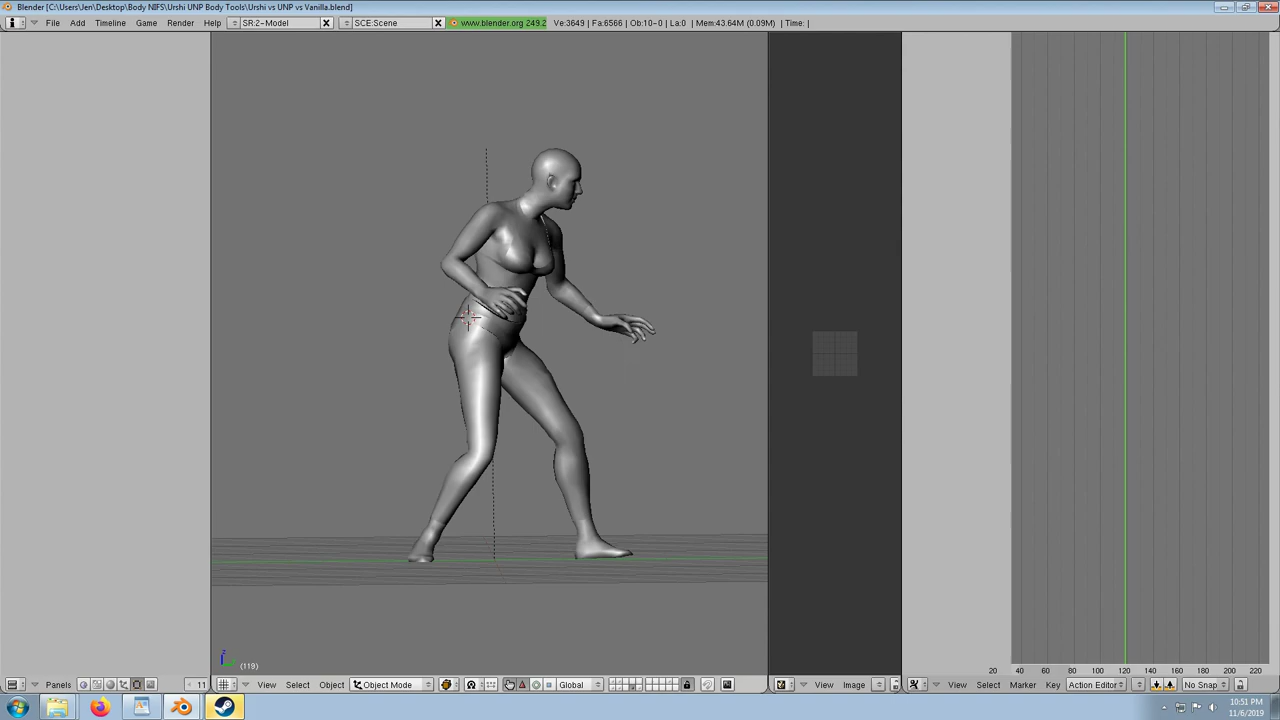 Blender [C:\Users\Jen\Desktop\Body NIFS\Urshi UNP Body Tools\Urshi vs UNP vs Vanilla.blend]
File Add Timeline Game Render Help SR:2-Model SCE:Scene www.blender.org 249.2 Ve:3649 | Fa:6566 | Ob:10-0 | La:0 | Mem:43.64M (0.09M) | Time: |
z
(119)
20 40 60 80 100 120 140 160 180 200 220
Panels 11 View Select Object Object Mode Global View Image View Select Marker Key Action Editor No Snap
10:51 PM
11/6/2019